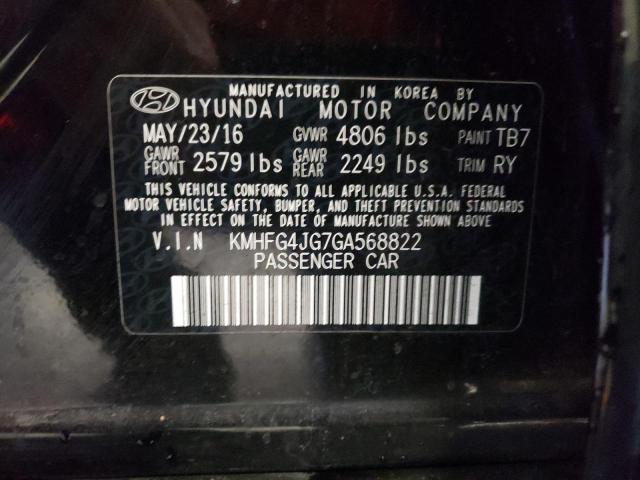 MANUFACTURED IN KOREA BY
HYUNDAI MOTOR COMPANY
MAY/23/16 GVWR 4806 lbs PAINT TB7
GAWR FRONT 2579 lbs GAWR REAR 2249 lbs TRIM RY
THIS VEHICLE CONFORMS TO ALL APPLICABLE U.S.A. FEDERAL
MOTOR VEHICLE SAFETY, BUMPER, AND THEFT PREVENTION STANDARDS
IN EFFECT ON THE DATE OF MANUFACTURE SHOWN ABOVE
V.I.N KMHFG4JG7GA568822
PASSENGER CAR